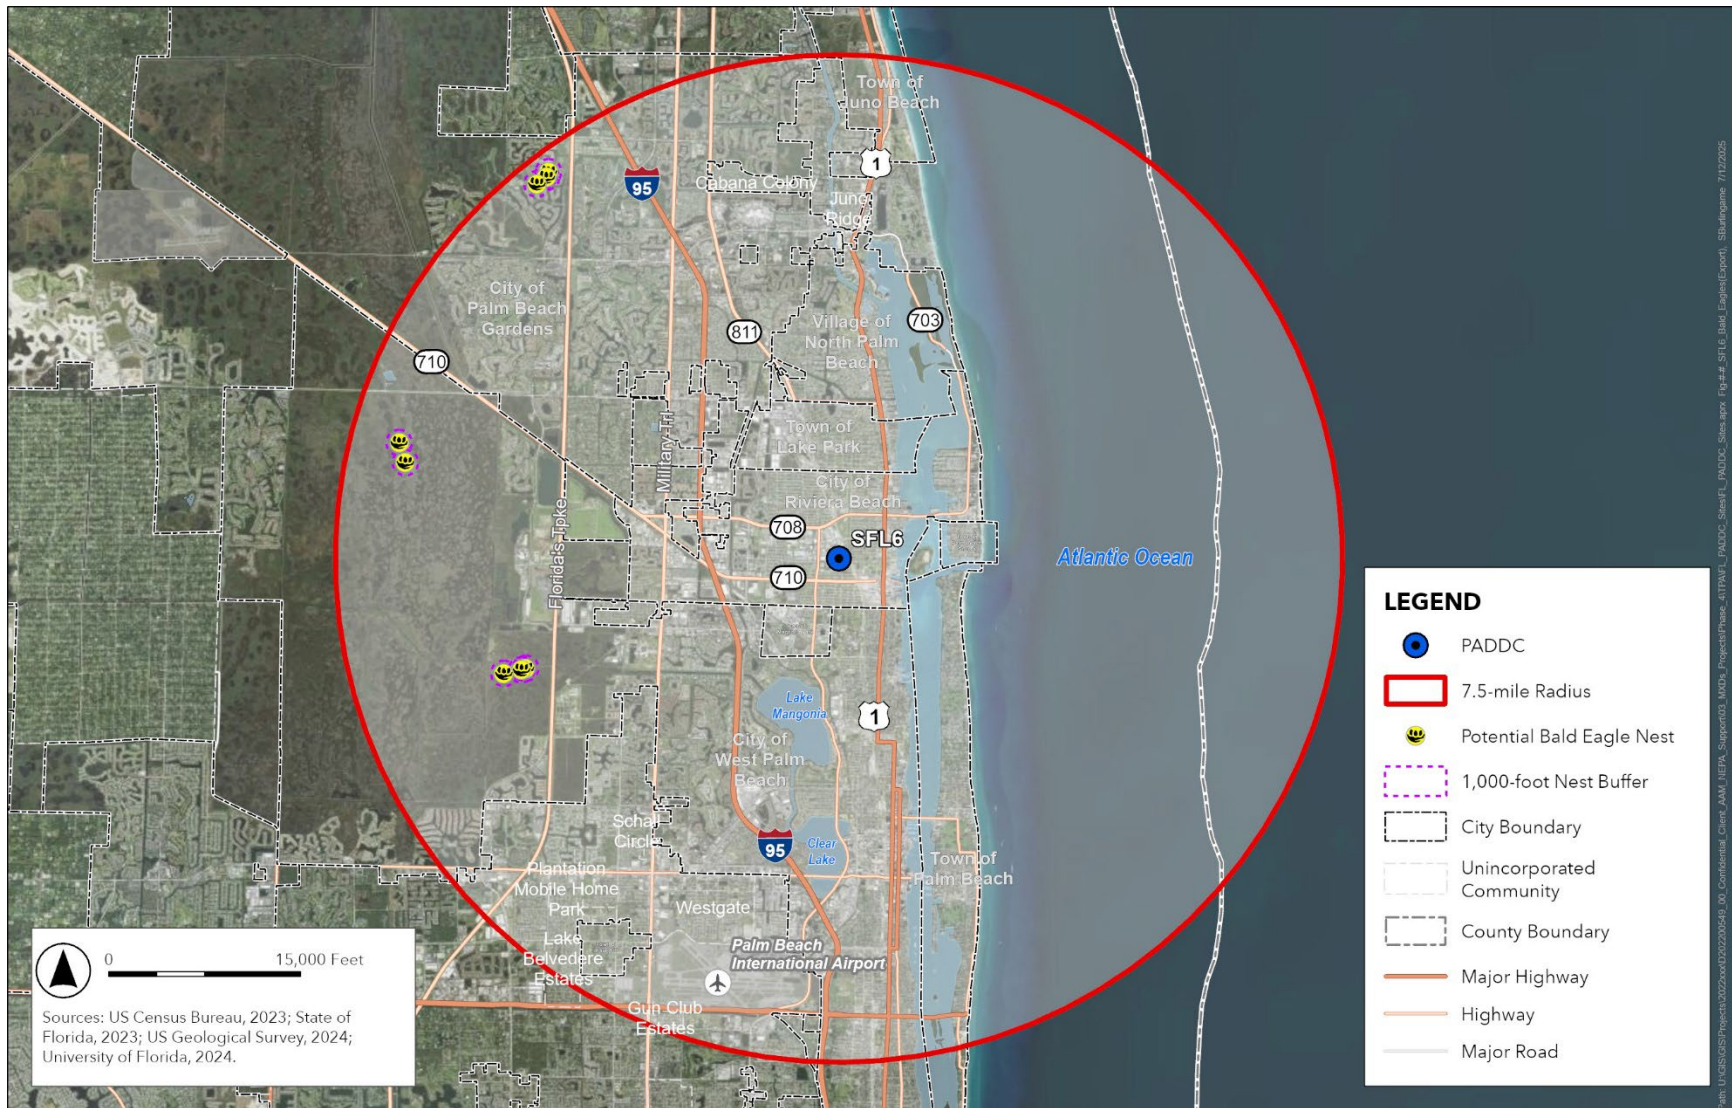 Town of
Juno Beach
1
95
Cabana Colony
Juno
Ridge
City of
Palm Beach
Gardens
703
811
Village of
North Palm
Beach
710
Military Trl
Town of
Lake Park
City of
Riviera Beach
Florida's Tpke
708
SFL6
Atlantic Ocean
710
Lake
Mangonia
1
City of
West Palm
Beach
Schall
Circle
95
Clear
Lake
Plantation
Mobile Home
Park
Town of
Palm Beach
Westgate
Lake
Belvedere
Estates
Palm Beach
International Airport
Gun Club
Estates
LEGEND
PADDC
7.5-mile Radius
Potential Bald Eagle Nest
1,000-foot Nest Buffer
City Boundary
Unincorporated
Community
County Boundary
Major Highway
Highway
Major Road
0 15,000 Feet
Sources: US Census Bureau, 2023; State of
Florida, 2023; US Geological Survey, 2024;
University of Florida, 2024.